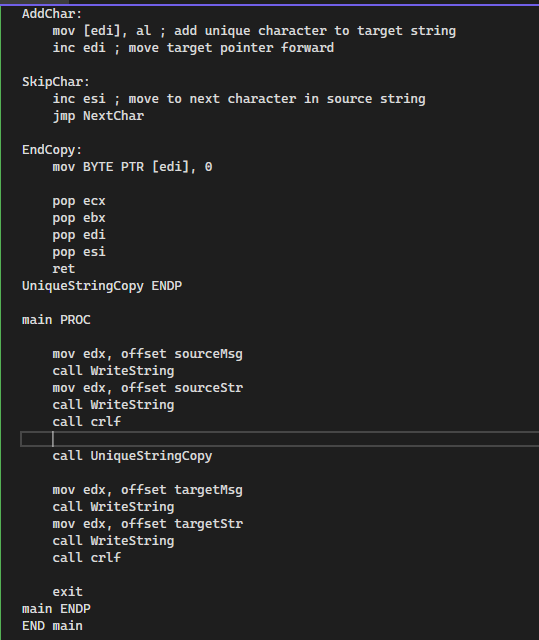 AddChar:
    mov [edi], al ; add unique character to target string
    inc edi ; move target pointer forward

SkipChar:
    inc esi ; move to next character in source string
    jmp NextChar

EndCopy:
    mov BYTE PTR [edi], 0

    pop ecx
    pop ebx
    pop edi
    pop esi
    ret
UniqueStringCopy ENDP

main PROC

    mov edx, offset sourceMsg
    call WriteString
    mov edx, offset sourceStr
    call WriteString
    call crlf

    call UniqueStringCopy

    mov edx, offset targetMsg
    call WriteString
    mov edx, offset targetStr
    call WriteString
    call crlf

    exit
main ENDP
END main